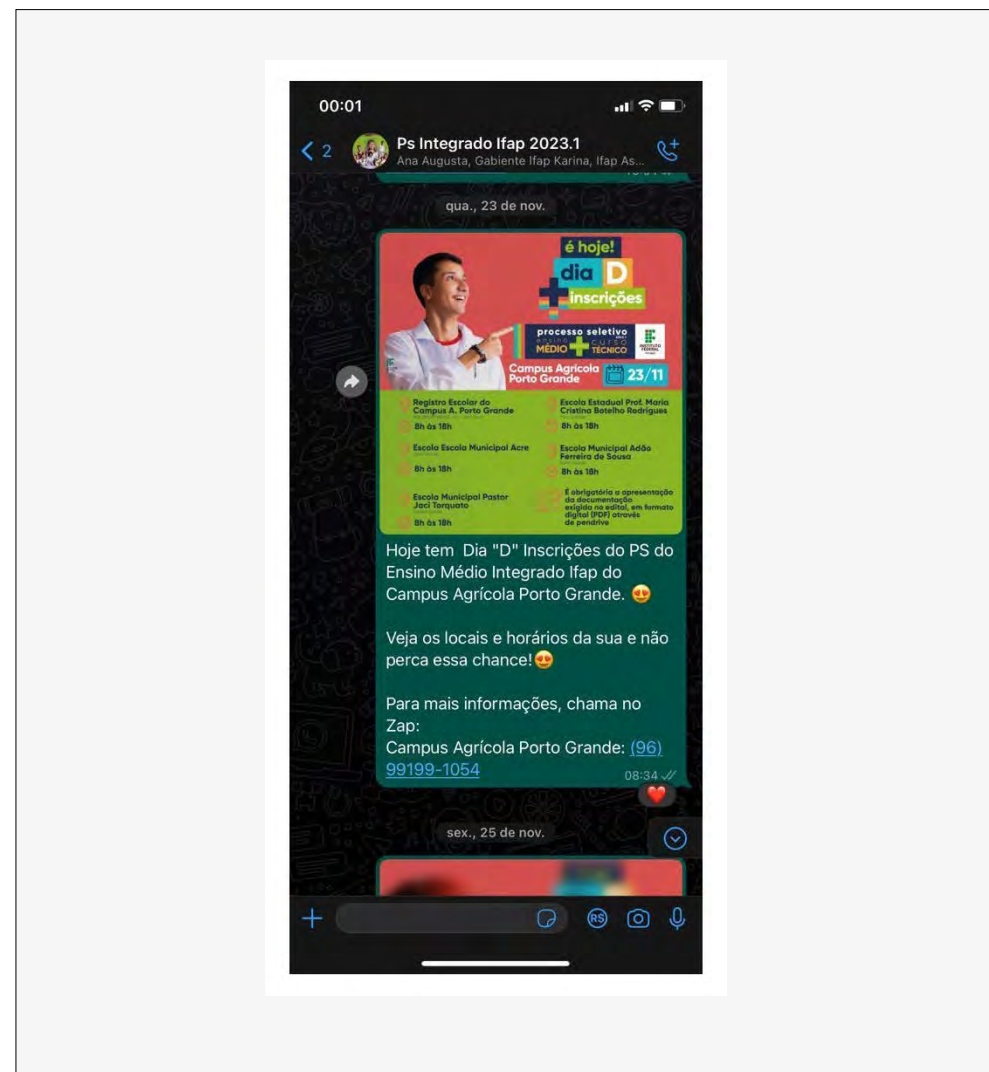 00:01
2
Ps Integrado Ifap 2023.1
Ana Augusta, Gabiente Ifap Karina, Ifap As...
qua., 23 de nov.
é hoje!
dia D
+ inscrições
processo seletivo
ensino
MÉDIO + CURSO TÉCNICO
INSTITUTO FEDERAL
Campus Agrícola
Porto Grande
23/11
Registro Escolar do
Campus A. Porto Grande
8h às 18h
Escola Estadual Prof. Maria
Cristina Botelho Rodrigues
8h às 18h
Escola Escola Municipal Acre
8h às 18h
Escola Municipal Adão
Ferreira de Sousa
8h às 18h
Escola Municipal Pastor
Jaci Torquato
8h às 18h
É obrigatória a apresentação
da documentação
exigida no edital, em formato
digital (PDF) através
de pendrive
Hoje tem  Dia "D" Inscrições do PS do
Ensino Médio Integrado Ifap do
Campus Agrícola Porto Grande. 😍
Veja os locais e horários da sua e não
perca essa chance!😍
Para mais informações, chama no
Zap:
Campus Agrícola Porto Grande: (96)
99199-1054
08:34
sex., 25 de nov.
R$